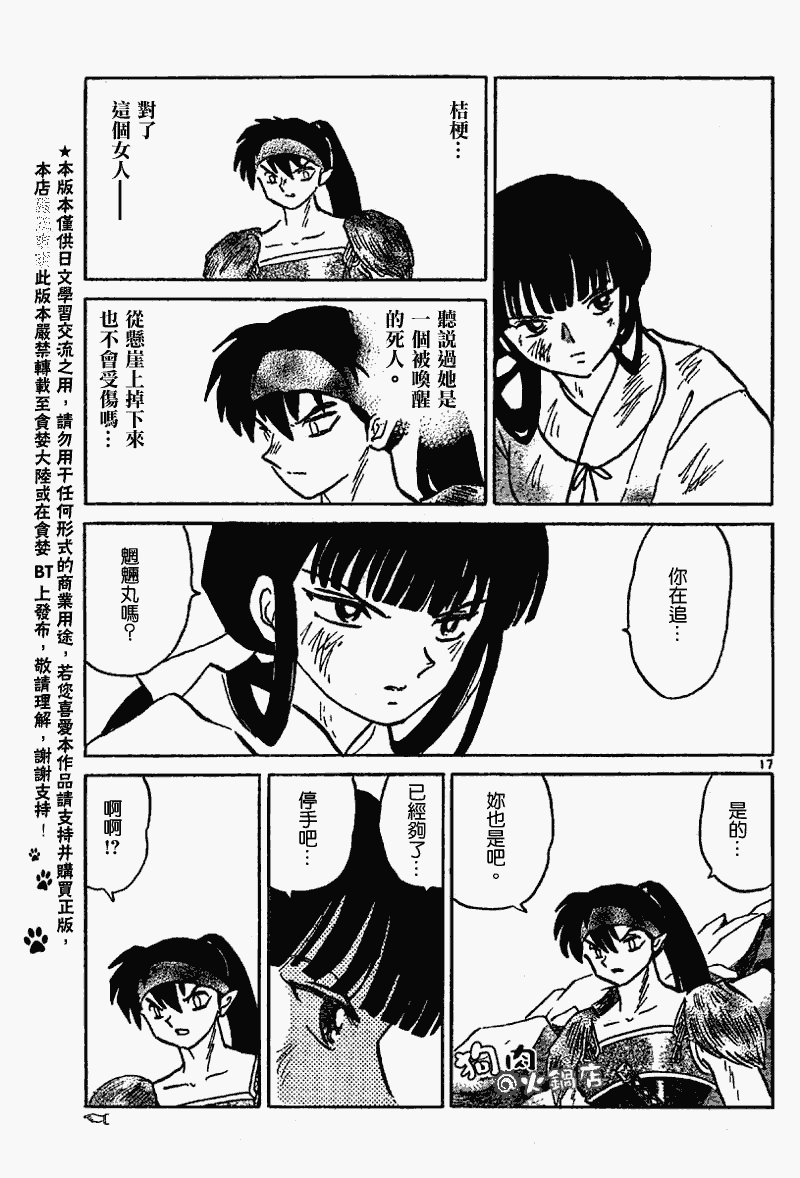 桔梗…
對了
這個女人——
聽説過她是
一個被喚醒
的死人。
從懸崖上掉下來
也不會受傷嗎…
你在追…
魍魎丸嗎?
17
是的…
妳也是吧。
已經夠了…
停手吧…
啊啊!?
狗肉
@火鍋店
★本版本僅供日文學習交流之用，請勿用于任何形式的商業用途，若您喜愛本作品請支持并購買正版，
本店
此版本嚴禁轉載至貪婪大陸或在貪婪BT上發布，敬請理解，謝謝支持！